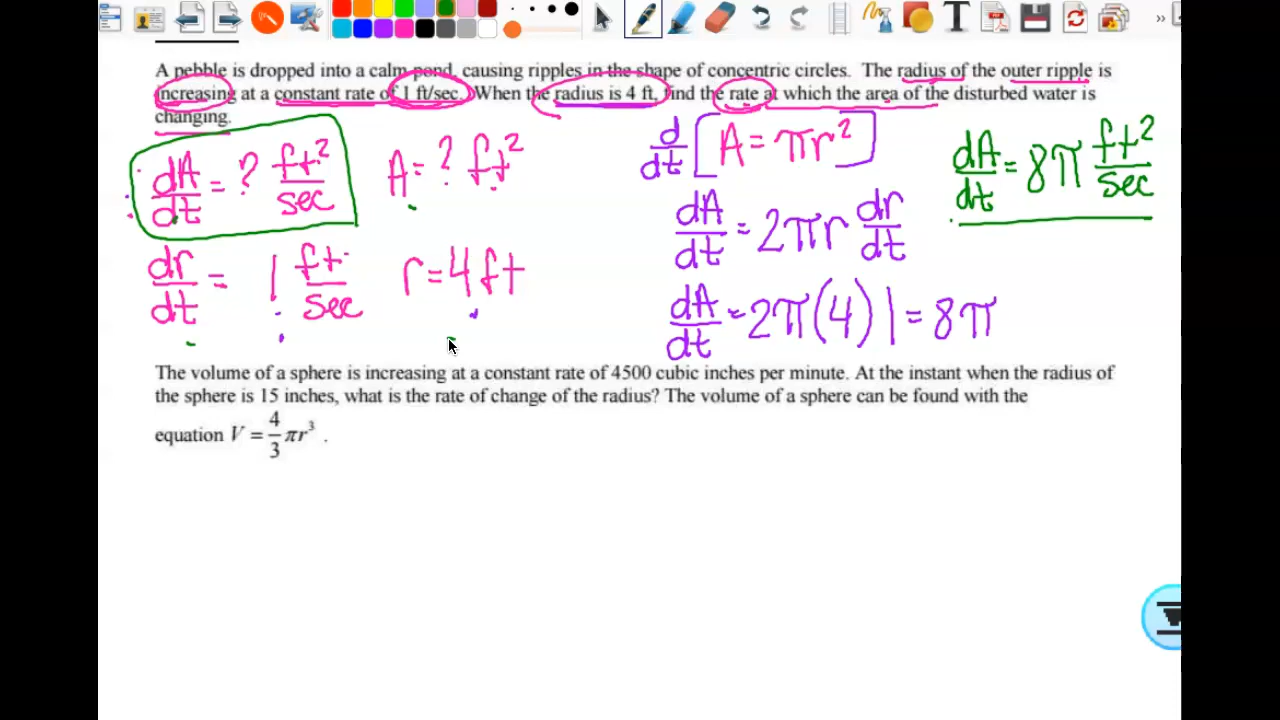 A pebble is dropped into a calm pond, causing ripples in the shape of concentric circles. The radius of the outer ripple is
increasing at a constant rate of 1 ft/sec. When the radius is 4 ft, find the rate at which the area of the disturbed water is
changing.
dA/dt = ? ft²/sec
A = ? ft²
dr/dt = 1 ft/sec
r = 4 ft
d/dt [A = πr²]
dA/dt = 2πr dr/dt
dA/dt = 2π(4) 1 = 8π
dA/dt = 8π ft²/sec
The volume of a sphere is increasing at a constant rate of 4500 cubic inches per minute. At the instant when the radius of
the sphere is 15 inches, what is the rate of change of the radius? The volume of a sphere can be found with the
equation V = 4/3 πr³ .